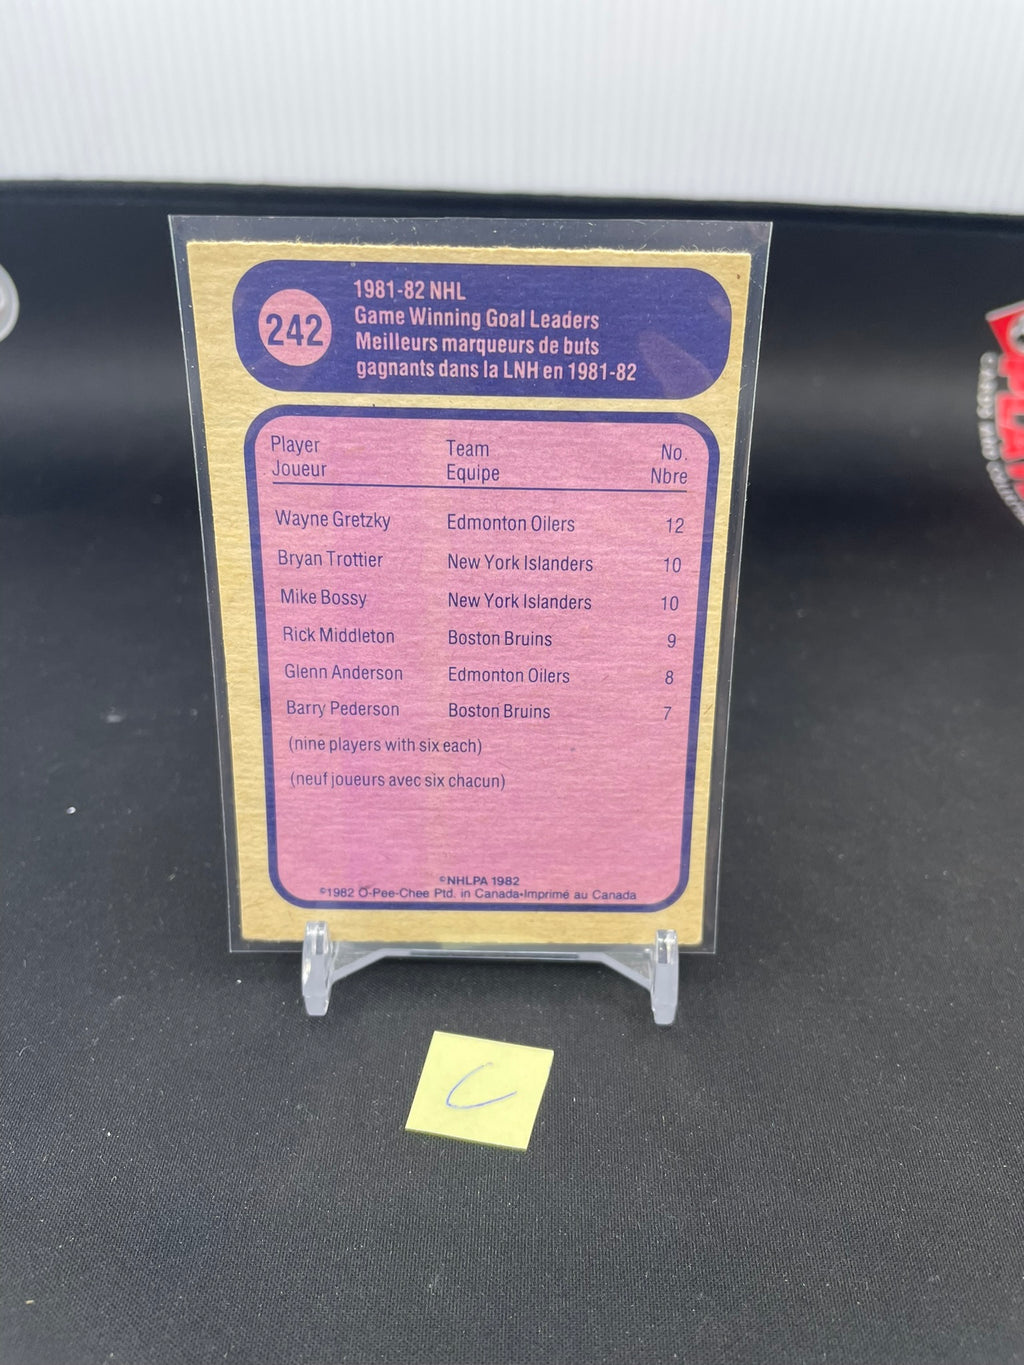 242
1981-82 NHL
Game Winning Goal Leaders
Meilleurs marqueurs de buts
gagnants dans la LNH en 1981-82
Player Team No.
Joueur Equipe Nbre
Wayne Gretzky Edmonton Oilers 12
Bryan Trottier New York Islanders 10
Mike Bossy New York Islanders 10
Rick Middleton Boston Bruins 9
Glenn Anderson Edmonton Oilers 8
Barry Pederson Boston Bruins 7
(nine players with six each)
(neuf joueurs avec six chacun)
©NHLPA 1982
©1982 O-Pee-Chee Ptd. in Canada-Imprimé au Canada
C